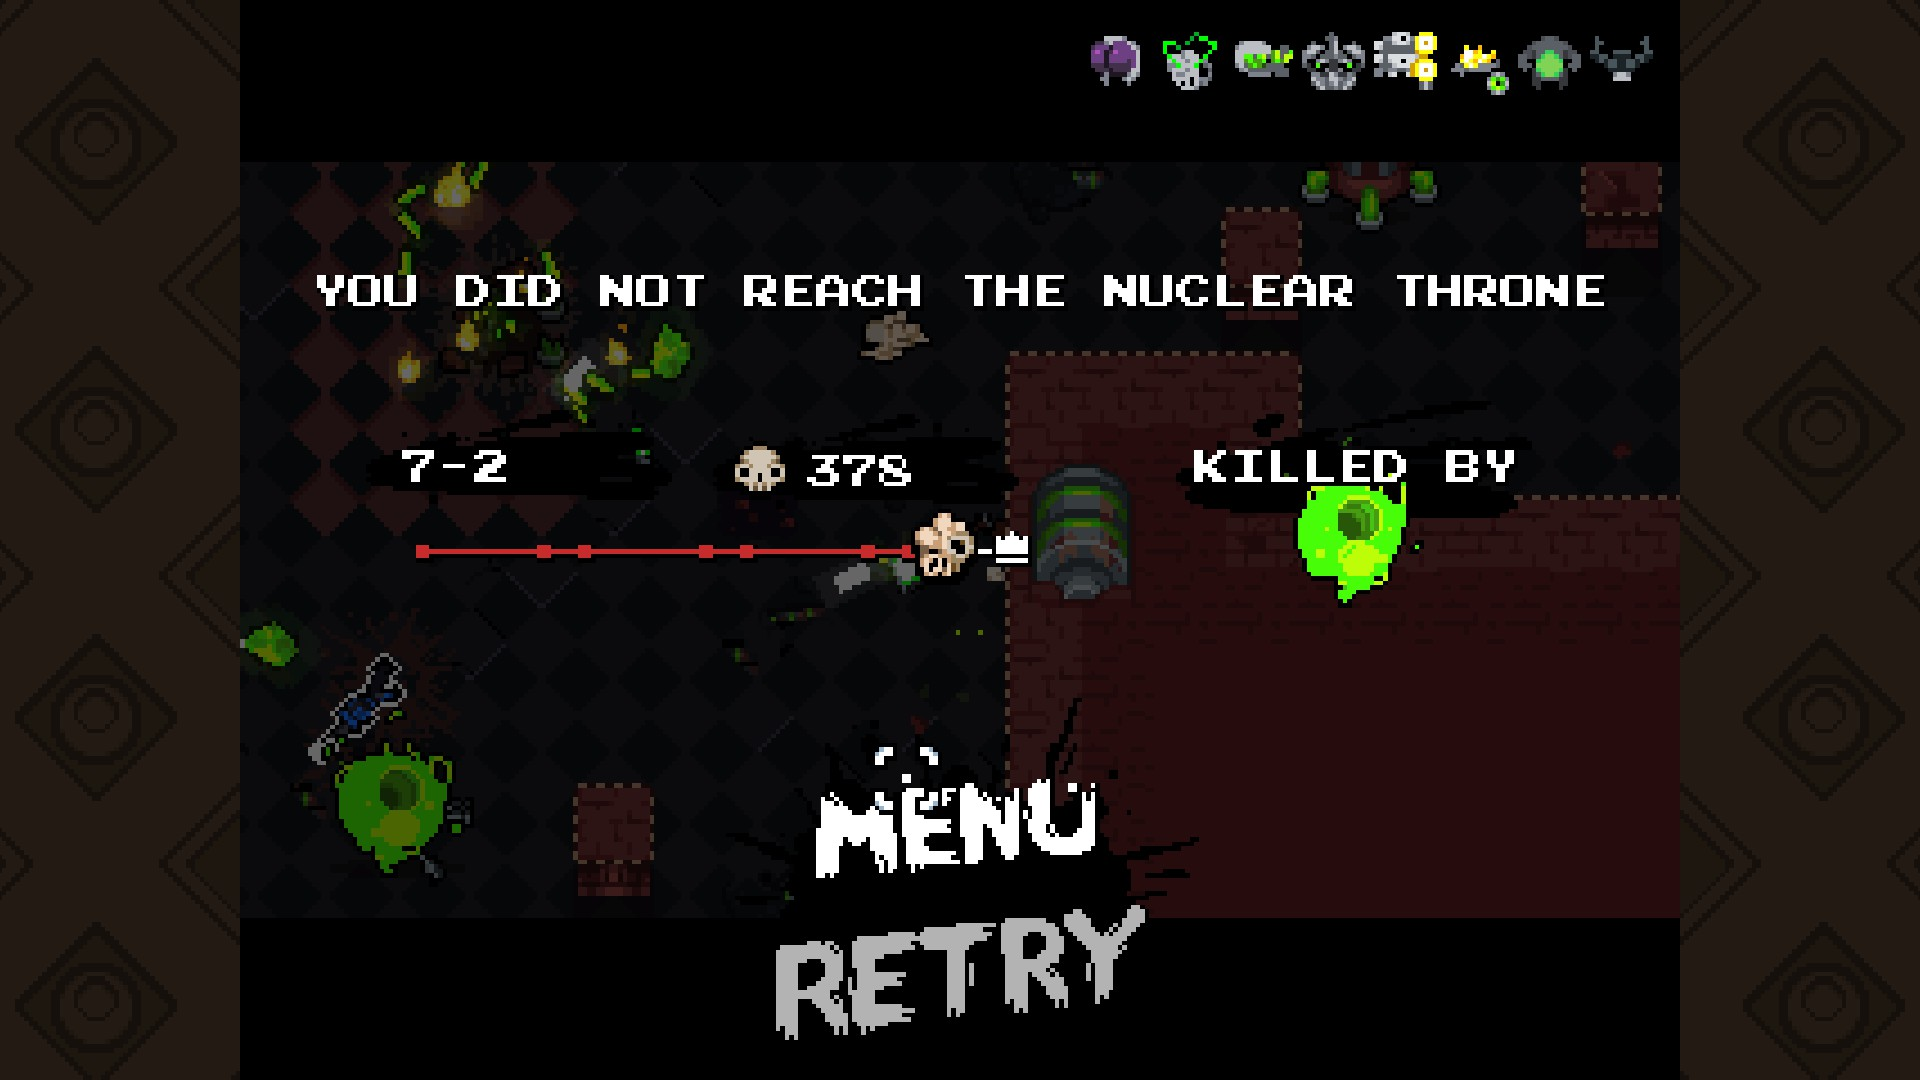 YOU DID NOT REACH THE NUCLEAR THRONE
7-2
378
KILLED BY
MENU
RETRY